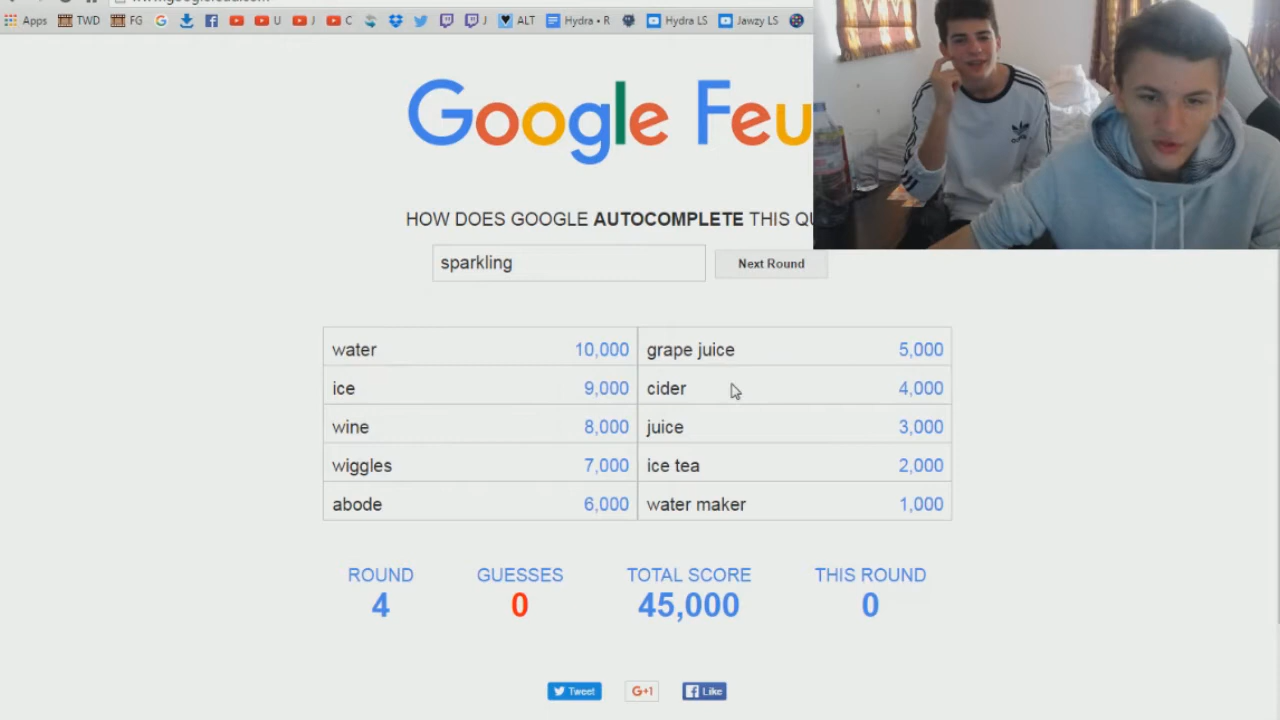 www.googlefeud.com
Apps TWD FG G U J C J ALT Hydra • R Hydra LS Jawzy LS
Google Feu
HOW DOES GOOGLE AUTOCOMPLETE THIS QU
sparkling Next Round
water 10,000 grape juice 5,000
ice 9,000 cider 4,000
wine 8,000 juice 3,000
wiggles 7,000 ice tea 2,000
abode 6,000 water maker 1,000
ROUND GUESSES TOTAL SCORE THIS ROUND
4 0 45,000 0
Tweet G+1 Like